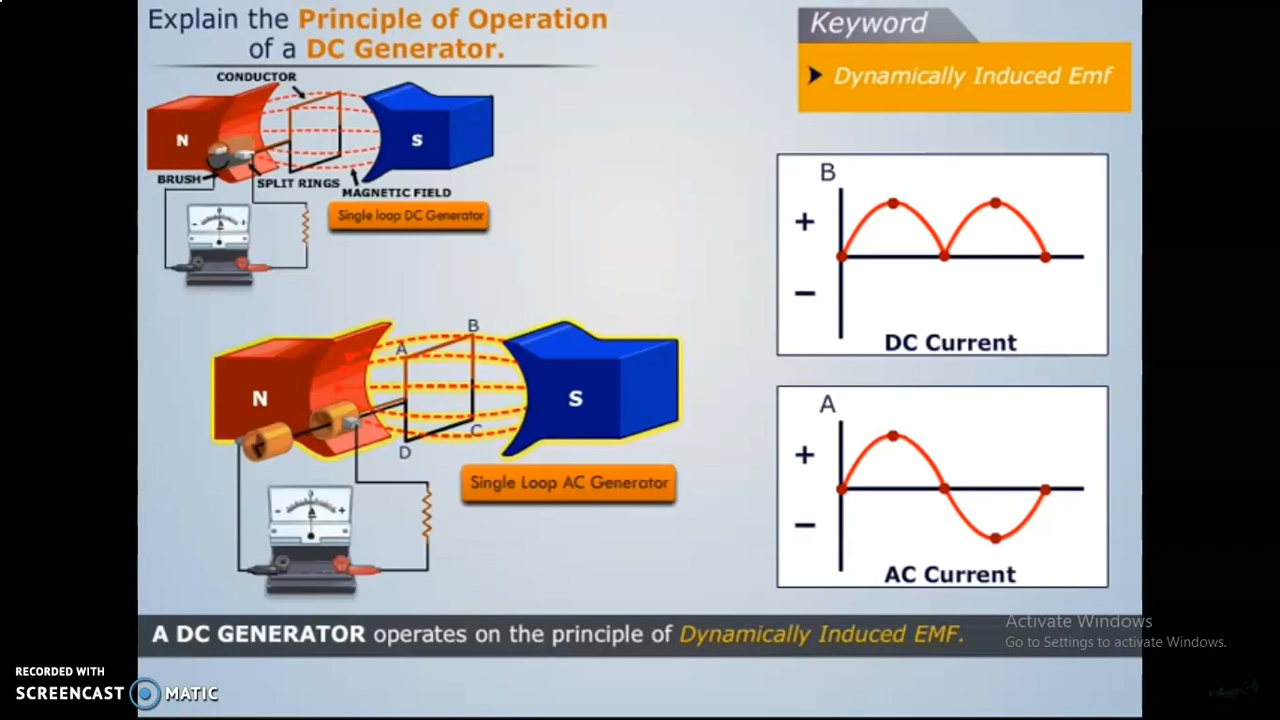 Explain the Principle of Operation
of a DC Generator.
Keyword
Dynamically Induced Emf
CONDUCTOR
N
S
BRUSH
SPLIT RINGS
MAGNETIC FIELD
Single loop DC Generator
- 0 +
A
B
+
−
DC Current
B
A
N
S
C
D
Single Loop AC Generator
- 0 +
A
A
+
−
AC Current
A DC GENERATOR operates on the principle of Dynamically Induced EMF.
Activate Windows
Go to Settings to activate Windows.
RECORDED WITH
SCREENCAST MATIC